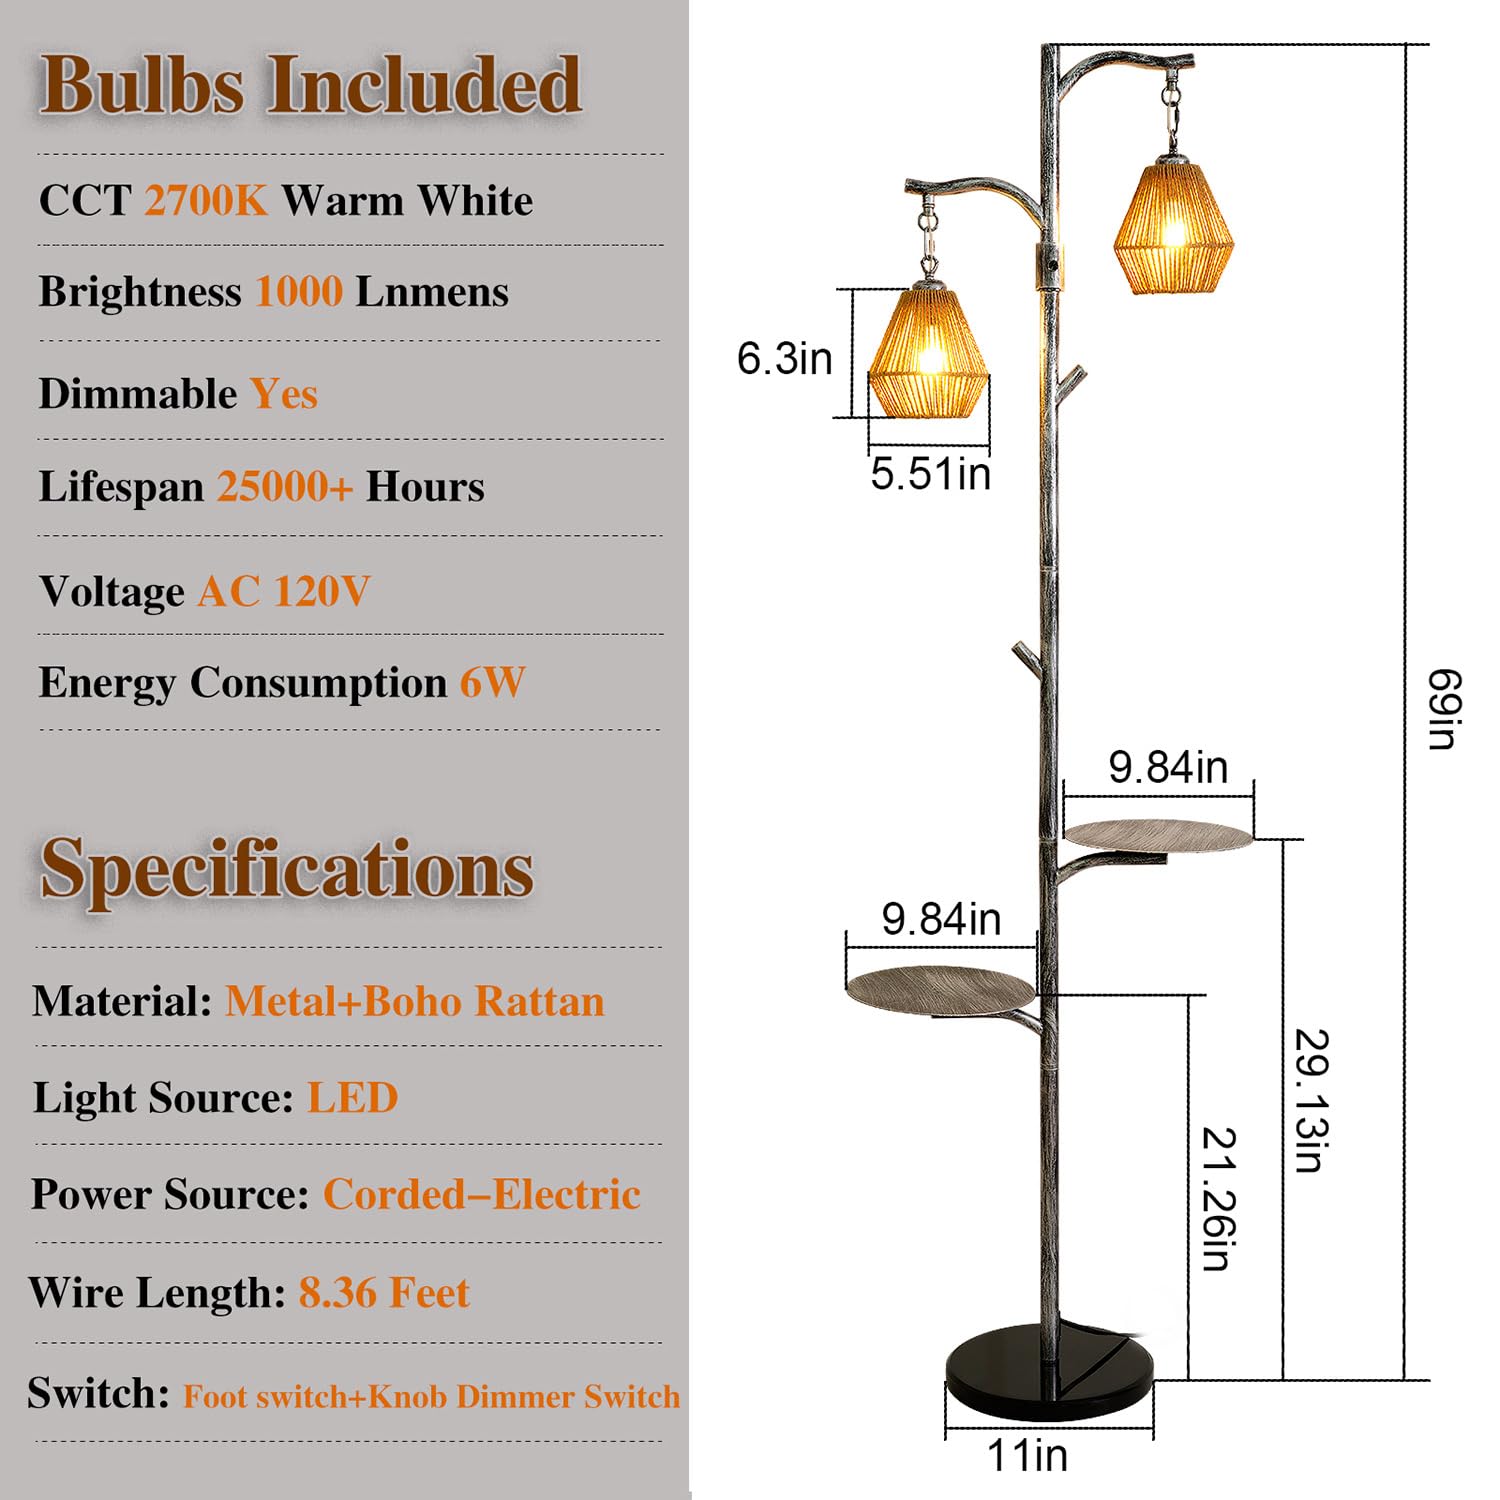 Bulbs Included
CCT 2700K Warm White
Brightness 1000 Lnmens
Dimmable Yes
Lifespan 25000+ Hours
Voltage AC 120V
Energy Consumption 6W
Specifications
Material: Metal+Boho Rattan
Light Source: LED
Power Source: Corded–Electric
Wire Length: 8.36 Feet
Switch: Foot switch+Knob Dimmer Switch
6.3in
5.51in
69in
9.84in
9.84in
29.13in
21.26in
11in